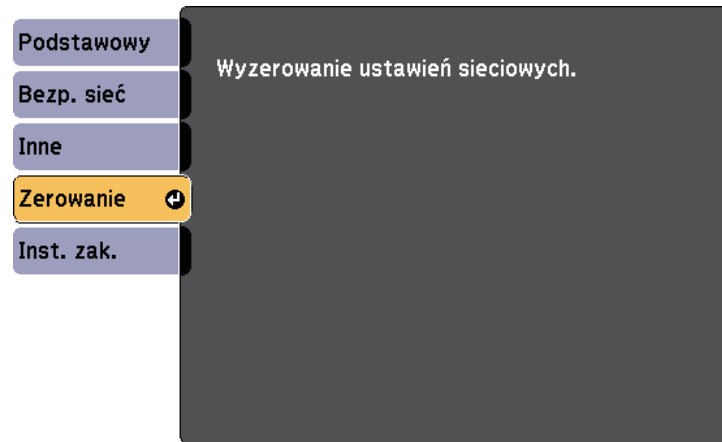 Podstawowy
Wyzerowanie ustawień sieciowych.
Bezp. sieć
Inne
Zerowanie
Inst. zak.